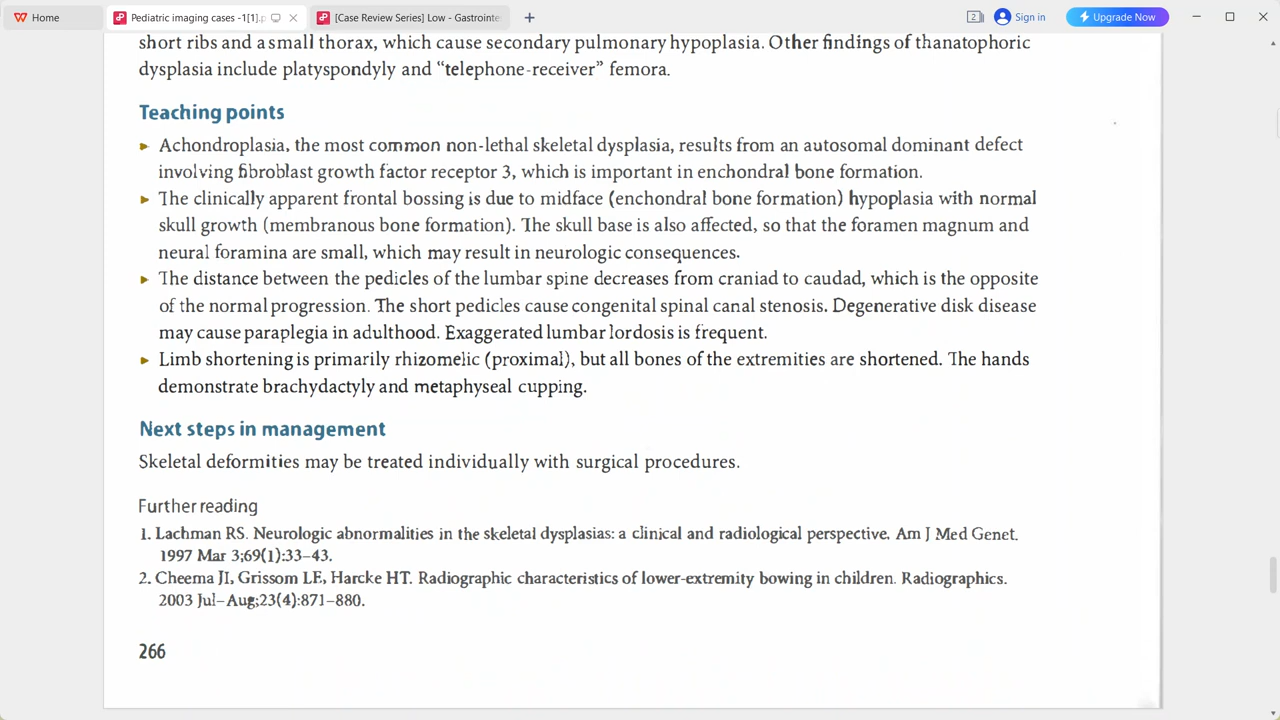 Home
Pediatric imaging cases -1[1].p
[Case Review Series] Low - Gastrointe
2
Sign in
Upgrade Now
short ribs and a small thorax, which cause secondary pulmonary hypoplasia. Other findings of thanatophoric
dysplasia include platyspondyly and “telephone-receiver” femora.
Teaching points
Achondroplasia, the most common non-lethal skeletal dysplasia, results from an autosomal dominant defect
involving fibroblast growth factor receptor 3, which is important in enchondral bone formation.
The clinically apparent frontal bossing is due to midface (enchondral bone formation) hypoplasia with normal
skull growth (membranous bone formation). The skull base is also affected, so that the foramen magnum and
neural foramina are small, which may result in neurologic consequences.
The distance between the pedicles of the lumbar spine decreases from craniad to caudad, which is the opposite
of the normal progression. The short pedicles cause congenital spinal canal stenosis. Degenerative disk disease
may cause paraplegia in adulthood. Exaggerated lumbar lordosis is frequent.
Limb shortening is primarily rhizomelic (proximal), but all bones of the extremities are shortened. The hands
demonstrate brachydactyly and metaphyseal cupping.
Next steps in management
Skeletal deformities may be treated individually with surgical procedures.
Further reading
1. Lachman RS. Neurologic abnormalities in the skeletal dysplasias: a clinical and radiological perspective. Am J Med Genet.
1997 Mar 3;69(1):33–43.
2. Cheema JI, Grissom LE, Harcke HT. Radiographic characteristics of lower-extremity bowing in children. Radiographics.
2003 Jul–Aug;23(4):871–880.
266